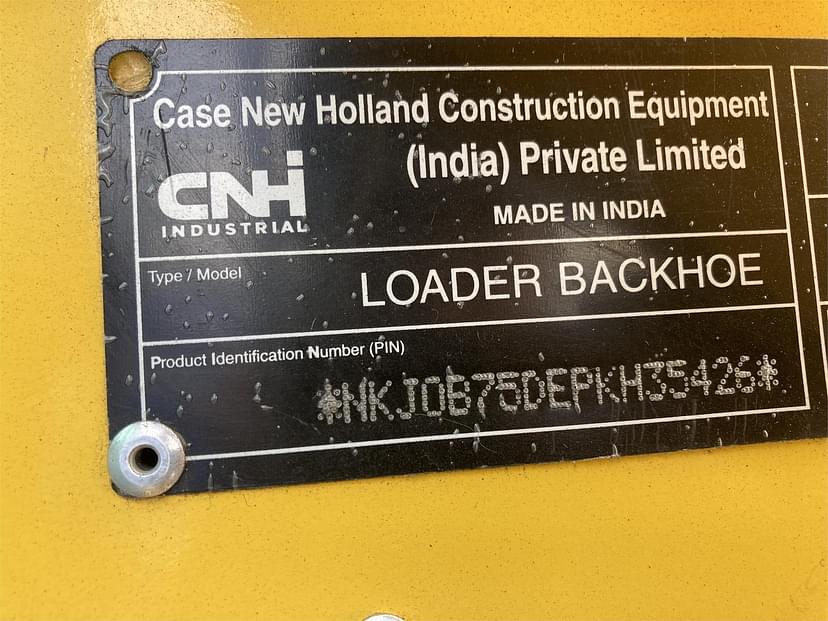 Case New Holland Construction Equipment
(India) Private Limited
CNH
INDUSTRIAL
MADE IN INDIA
Type / Model
LOADER BACKHOE
Product Identification Number (PIN)
*HKJ0B75DEPKH35426*